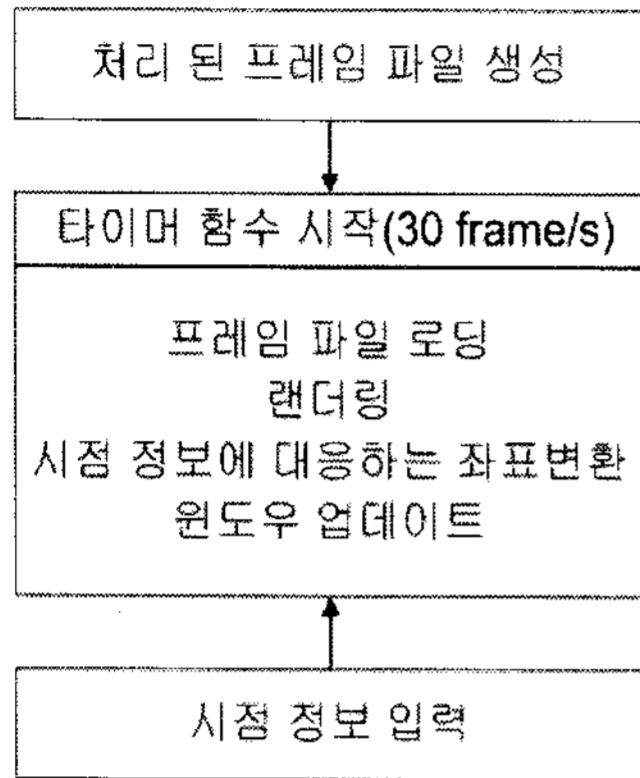 처리 된 프레임 파일 생성
타이머 함수 시작(30 frame/s)
프레임 파일 로딩
랜더링
시점 정보에 대응하는 좌표변환
윈도우 업데이트
시점 정보 입력